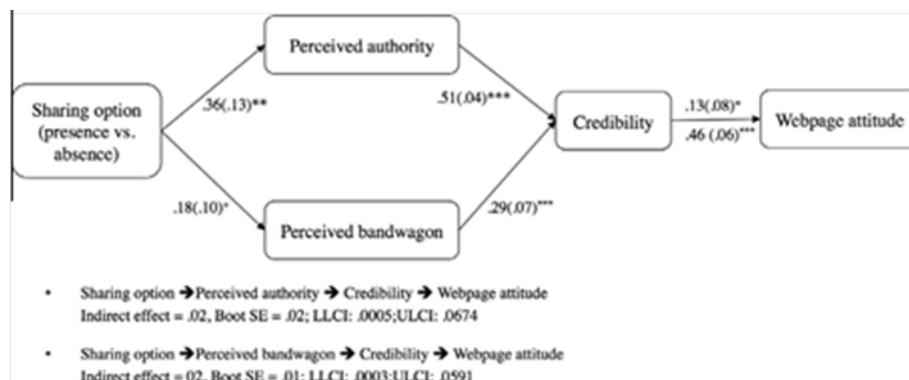 Perceived authority
.36(.13)**
.51(.04)***
Sharing option
(presence vs.
absence)
Credibility
.13(.08)*
.46 (.06)***
Webpage attitude
.18(.10)*
.29(.07)***
Perceived bandwagon
• Sharing option ➔Perceived authority ➔ Credibility ➔ Webpage attitude
Indirect effect = .02, Boot SE = .02; LLCI: .0005;ULCI: .0674
• Sharing option ➔Perceived bandwagon ➔ Credibility ➔ Webpage attitude
Indirect effect = .02, Boot SE = .01; LLCI: .0003;ULCI: .0591